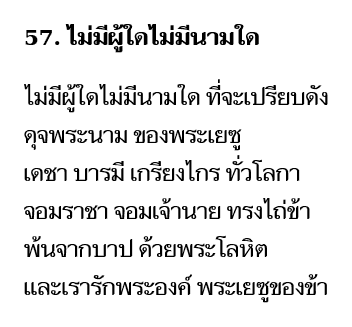 57. ไม่มีผู้ใดไม่มีนามใด
ไม่มีผู้ใดไม่มีนามใด ที่จะเปรียบดัง
ดุจพระนาม ของพระเยซู
เดชา บารมี เกรียงไกร ทั่วโลกา
จอมราชา จอมเจ้านาย ทรงไถ่ข้า
พ้นจากบาป ด้วยพระโลหิต
และเรารักพระองค์ พระเยซูของข้า